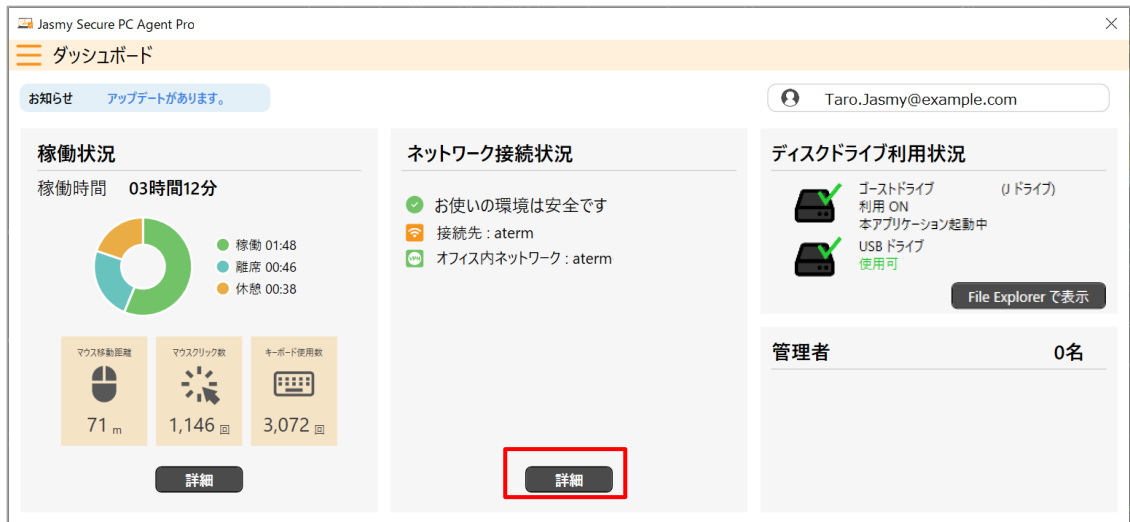 Jasmy Secure PC Agent Pro
ダッシュボード
お知らせ アップデートがあります。
Taro.Jasmy@example.com
稼働状況
稼働時間 03時間12分
稼働 01:48
離席 00:46
休憩 00:38
マウス移動距離 マウスクリック数 キーボード使用数
71 m 1,146 回 3,072 回
詳細
ネットワーク接続状況
お使いの環境は安全です
接続先 : aterm
VPN オフィス内ネットワーク : aterm
詳細
ディスクドライブ利用状況
ゴーストドライブ (J ドライブ)
利用 ON
本アプリケーション起動中
USB ドライブ
使用可
File Explorer で表示
管理者 0名